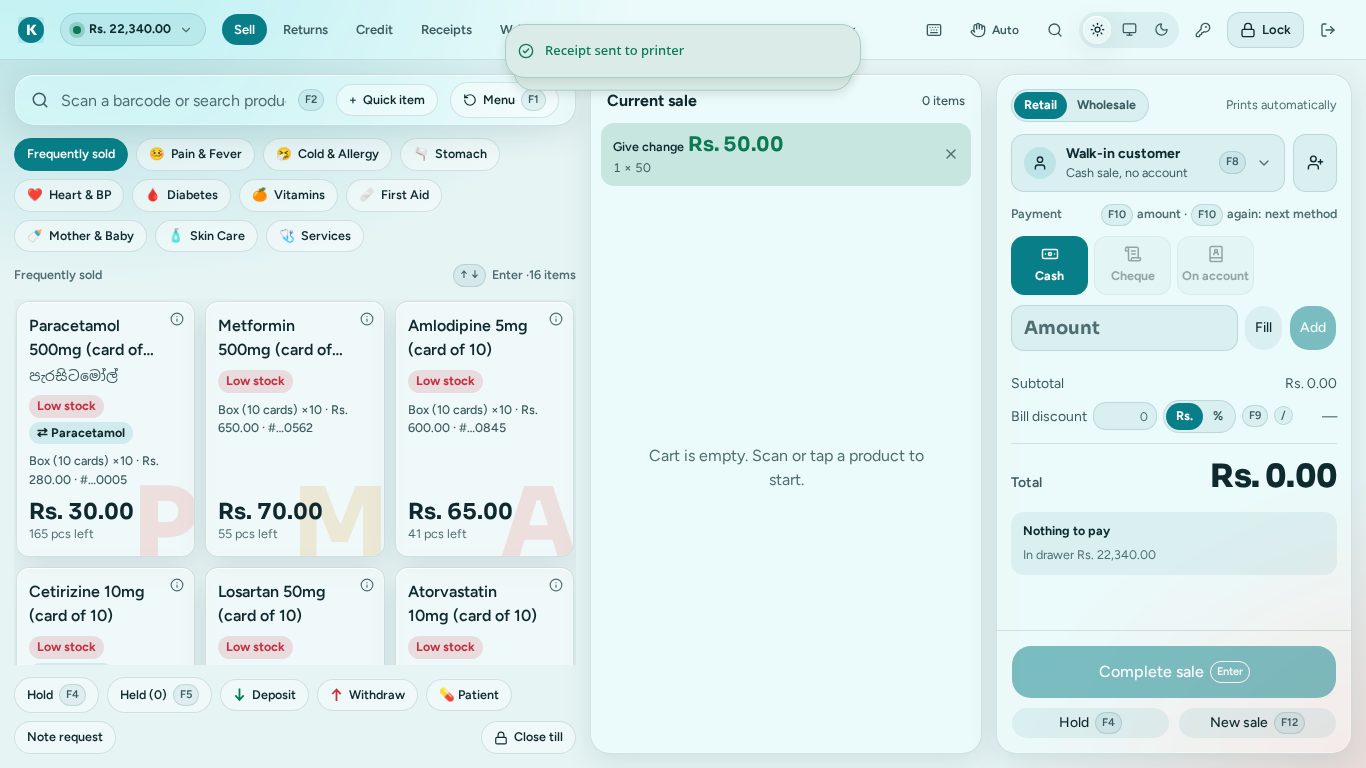 K
Rs. 22,340.00
Sell
Returns
Credit
Receipts
Auto
Lock
Receipt sent to printer
Scan a barcode or search produ
F2
+ Quick item
Menu F1
Frequently sold
Pain & Fever
Cold & Allergy
Stomach
Heart & BP
Diabetes
Vitamins
First Aid
Mother & Baby
Skin Care
Services
Frequently sold
↑ ↓ Enter ·16 items
Paracetamol
500mg (card of...
පැරසිටමෝල්
Low stock
⇄ Paracetamol
Box (10 cards) ×10 · Rs.
280.00 · #...0005
P
Rs. 30.00
165 pcs left
Metformin
500mg (card of...
Low stock
Box (10 cards) ×10 · Rs.
650.00 · #...0562
M
Rs. 70.00
55 pcs left
Amlodipine 5mg
(card of 10)
Low stock
Box (10 cards) ×10 · Rs.
600.00 · #...0845
A
Rs. 65.00
41 pcs left
Cetirizine 10mg
(card of 10)
Low stock
Losartan 50mg
(card of 10)
Low stock
Atorvastatin
10mg (card of 10)
Low stock
Hold F4
Held (0) F5
Deposit
Withdraw
Patient
Note request
Close till
Current sale
0 items
Give change Rs. 50.00
1 × 50
Cart is empty. Scan or tap a product to
start.
Retail
Wholesale
Prints automatically
Walk-in customer
Cash sale, no account
F8
Payment
F10 amount · F10 again: next method
Cash
Cheque
On account
Amount
Fill
Add
Subtotal
Rs. 0.00
Bill discount
0
Rs.
%
F9
/
—
Total
Rs. 0.00
Nothing to pay
In drawer Rs. 22,340.00
Complete sale Enter
Hold F4
New sale F12